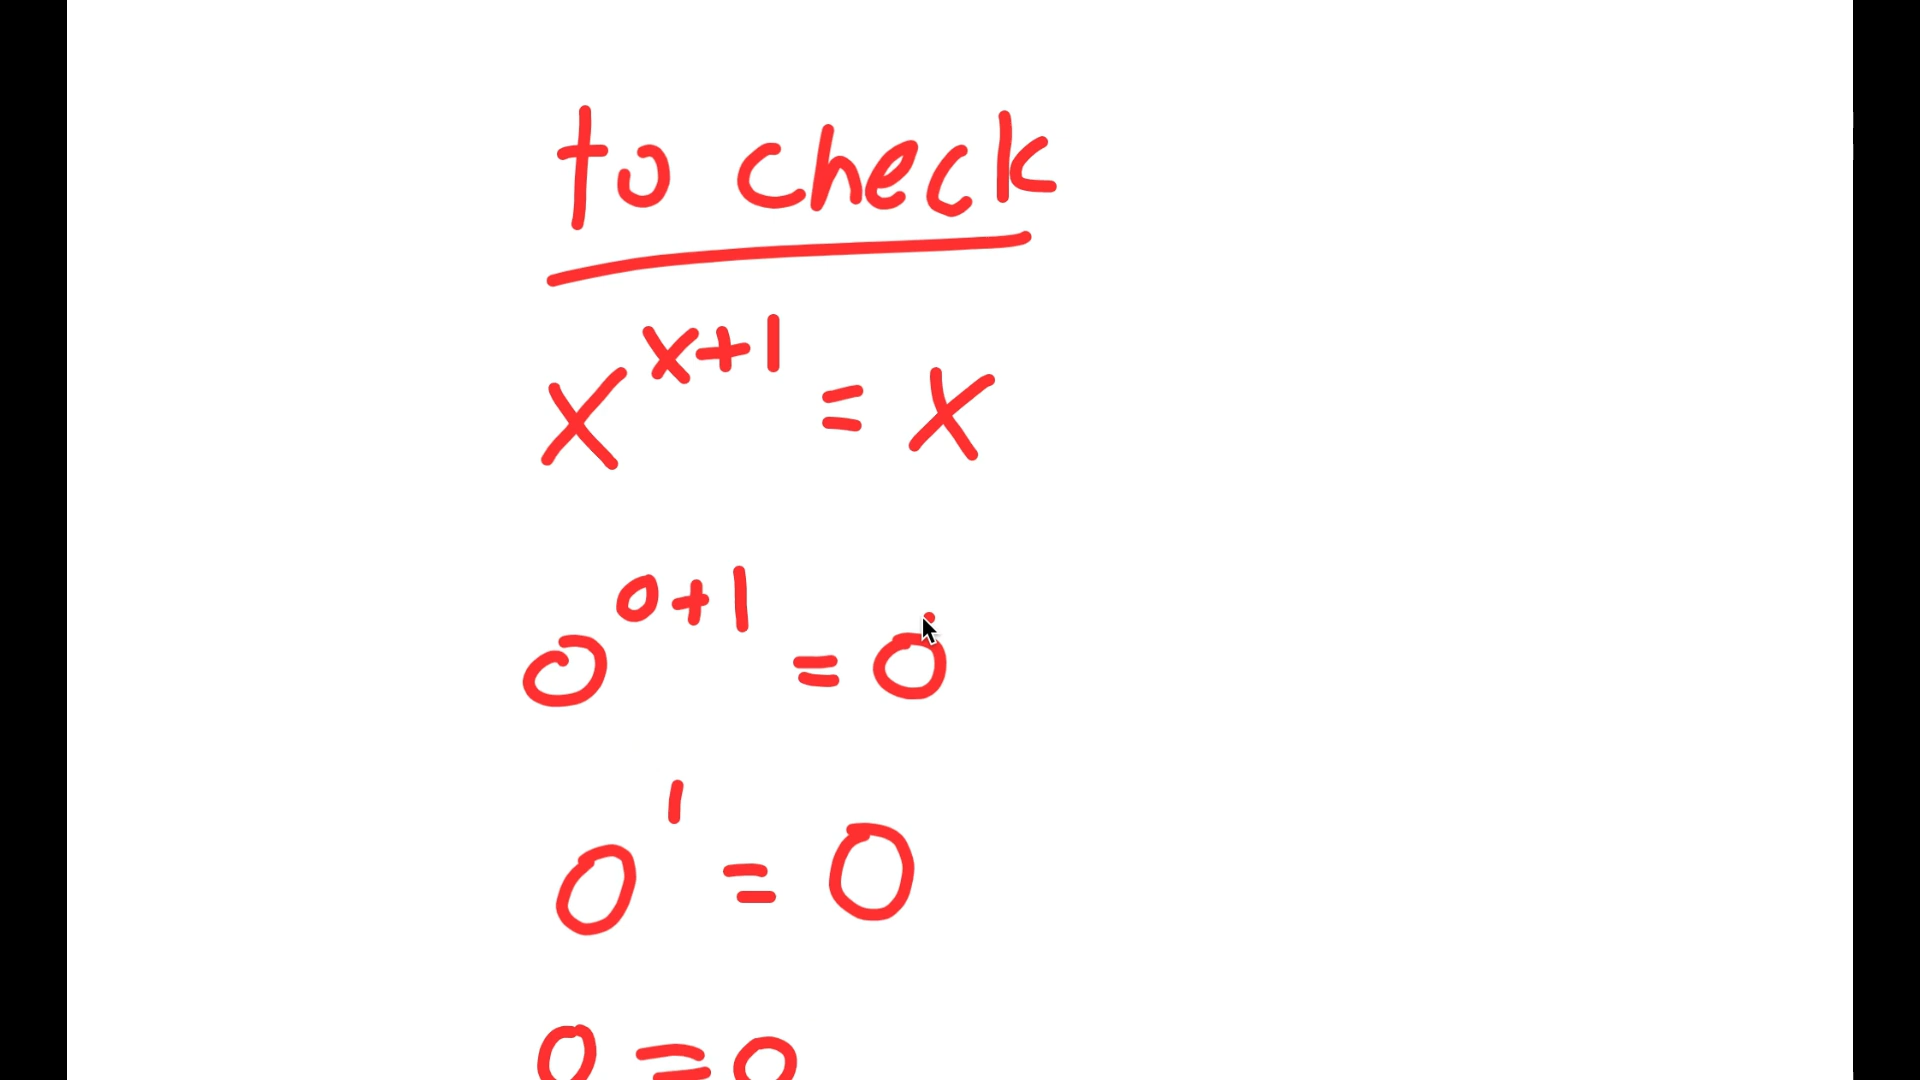 to check
x^{x+1} = x
0^{0+1} = 0
0^1 = 0
0 = 0